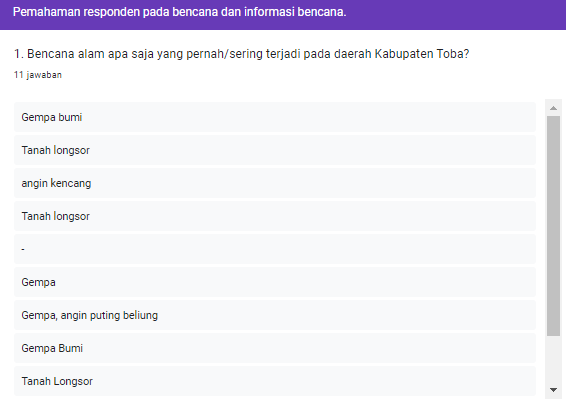 Pemahaman responden pada bencana dan informasi bencana.
1. Bencana alam apa saja yang pernah/sering terjadi pada daerah Kabupaten Toba?
11 jawaban
Gempa bumi
Tanah longsor
angin kencang
Tanah longsor
-
Gempa
Gempa, angin puting beliung
Gempa Bumi
Tanah Longsor